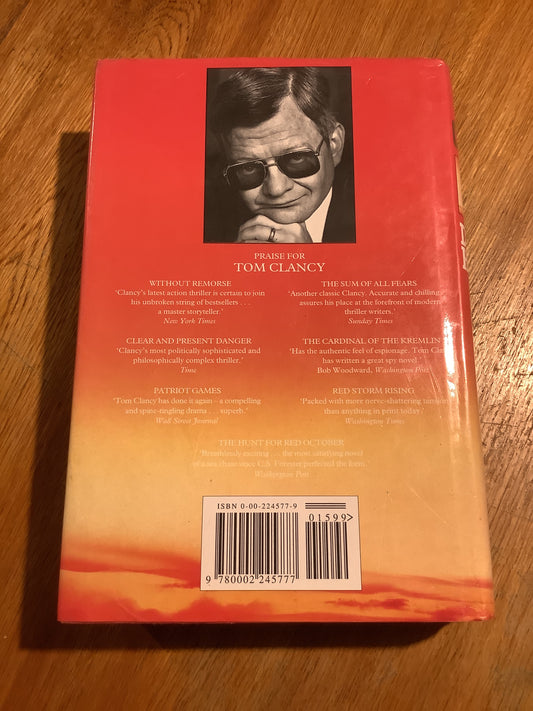 PRAISE FOR
TOM CLANCY
WITHOUT REMORSE
'Clancy's latest action thriller is certain to join
his unbroken string of bestsellers . . .
a master storyteller.'
New York Times
CLEAR AND PRESENT DANGER
'Clancy's most politically sophisticated and
philosophically complex thriller.'
Time
PATRIOT GAMES
'Tom Clancy has done it again – a compelling
and spine-tingling drama . . . superb.'
Wall Street Journal
THE SUM OF ALL FEARS
'Another classic Clancy. Accurate and chilling,
assures his place at the forefront of modern
thriller writers.'
Sunday Times
THE CARDINAL OF THE KREMLIN
'Has the authentic feel of espionage. Tom Clancy
has written a great spy novel.'
Bob Woodward, Washington Post
RED STORM RISING
'Packed with more nerve-shattering tension
than anything in print today.'
Washington Times
THE HUNT FOR RED OCTOBER
'Breathlessly exciting . . . the most satisfying novel
of a sea chase since C.S. Forester perfected the form.'
Washington Post
ISBN 0-00-224577-9
01599>
9 780002 245777